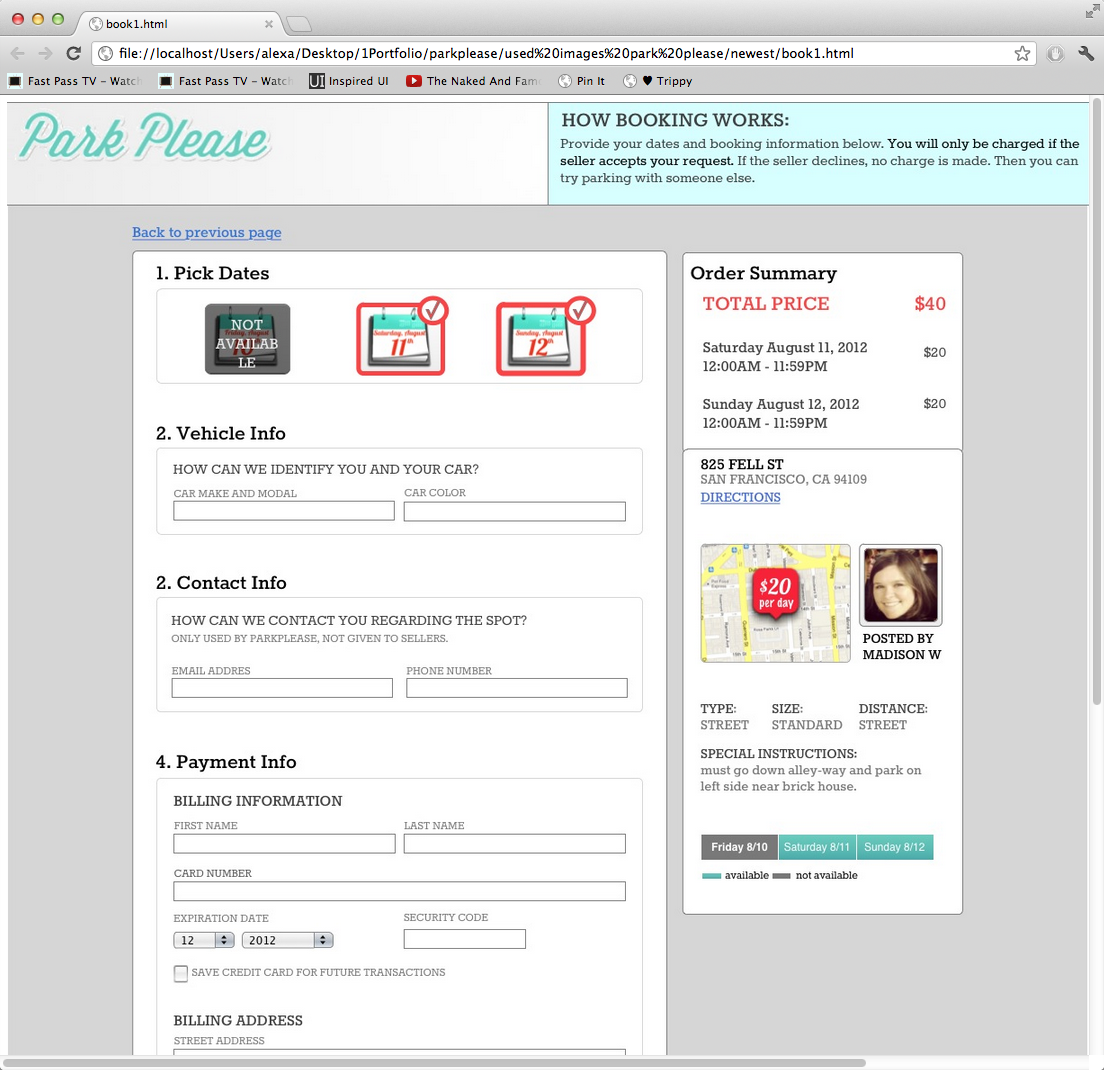 book1.html
file://localhost/Users/alexa/Desktop/1Portfolio/parkplease/used%20images%20park%20please/newest/book1.html
Fast Pass TV – Watch
Fast Pass TV – Watch
UI Inspired UI
The Naked And Fam
Pin It
♥ Trippy
Park Please
HOW BOOKING WORKS:
Provide your dates and booking information below. You will only be charged if the
seller accepts your request. If the seller declines, no charge is made. Then you can
try parking with someone else.
Back to previous page
1. Pick Dates
NOT
AVAILAB
LE
Friday, August
10
Saturday, August
11th
Sunday, August
12th
2. Vehicle Info
HOW CAN WE IDENTIFY YOU AND YOUR CAR?
CAR MAKE AND MODAL
CAR COLOR
2. Contact Info
HOW CAN WE CONTACT YOU REGARDING THE SPOT?
ONLY USED BY PARKPLEASE, NOT GIVEN TO SELLERS.
EMAIL ADDRES
PHONE NUMBER
4. Payment Info
BILLING INFORMATION
FIRST NAME
LAST NAME
CARD NUMBER
EXPIRATION DATE
SECURITY CODE
12
2012
SAVE CREDIT CARD FOR FUTURE TRANSACTIONS
BILLING ADDRESS
STREET ADDRESS
Order Summary
TOTAL PRICE $40
Saturday August 11, 2012
12:00AM - 11:59PM
$20
Sunday August 12, 2012
12:00AM - 11:59PM
$20
825 FELL ST
SAN FRANCISCO, CA 94109
DIRECTIONS
$20
per day
POSTED BY
MADISON W
TYPE: SIZE: DISTANCE:
STREET STANDARD STREET
SPECIAL INSTRUCTIONS:
must go down alley-way and park on
left side near brick house.
Friday 8/10 Saturday 8/11 Sunday 8/12
available not available